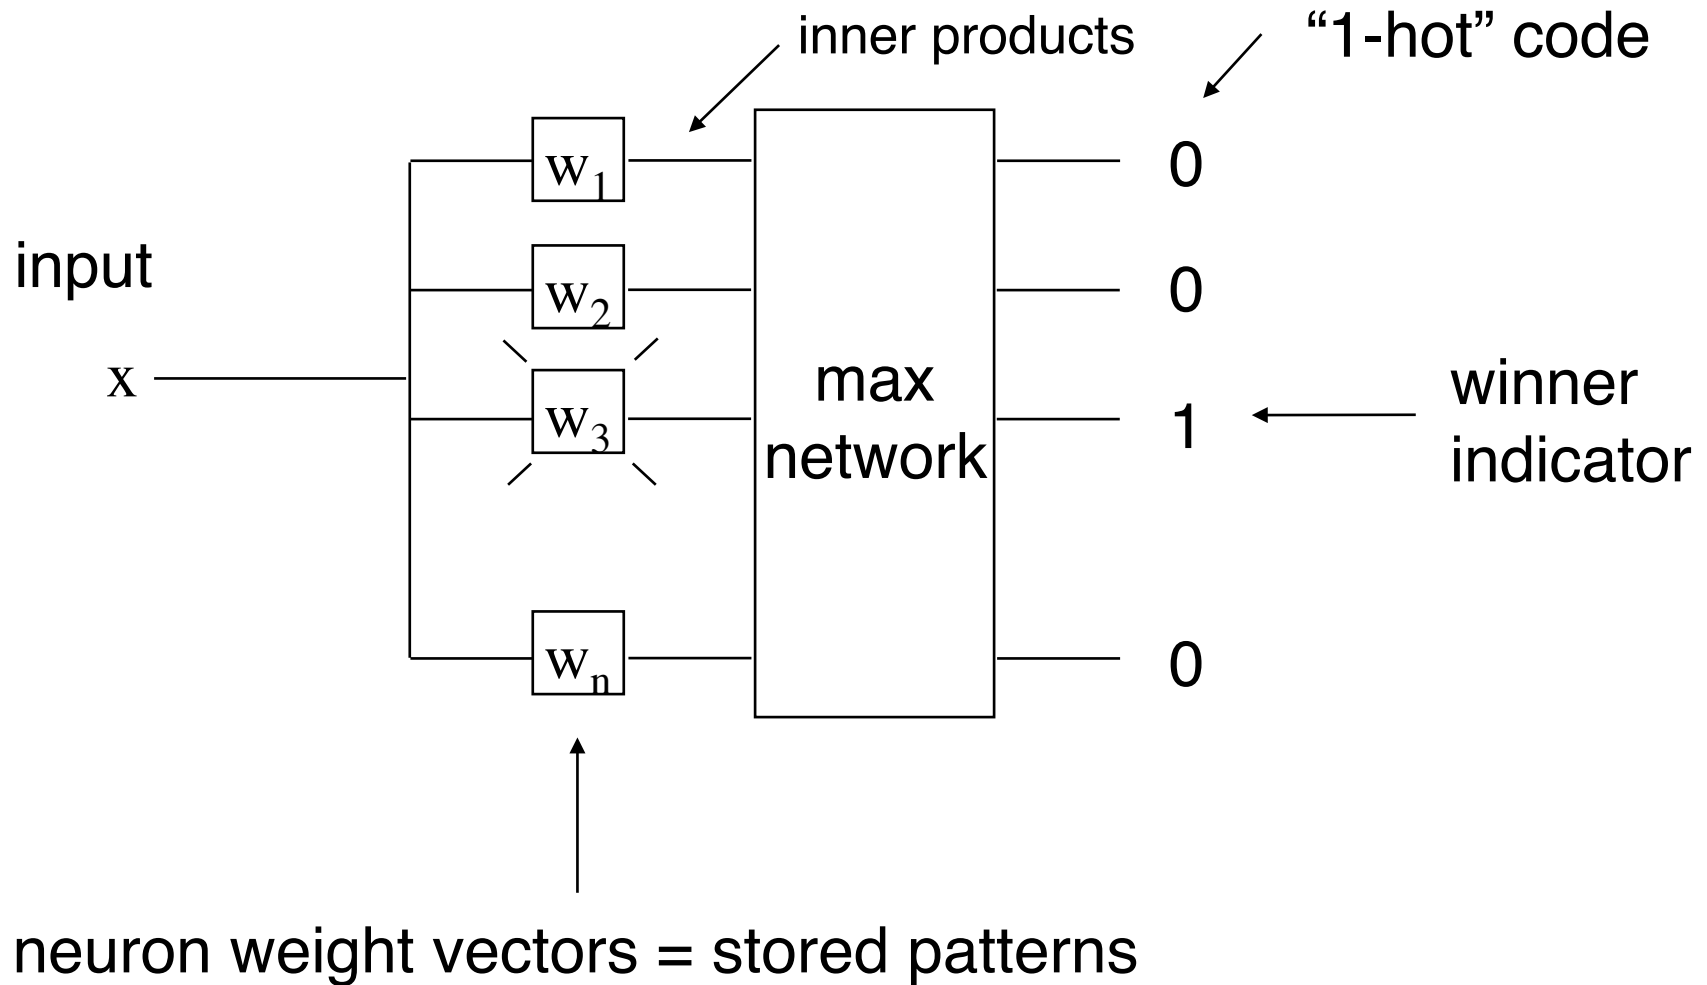 inner products
“1-hot” code
w1
0
input
w2
0
x
w3
max
network
1
winner
indicator
wn
0
neuron weight vectors = stored patterns